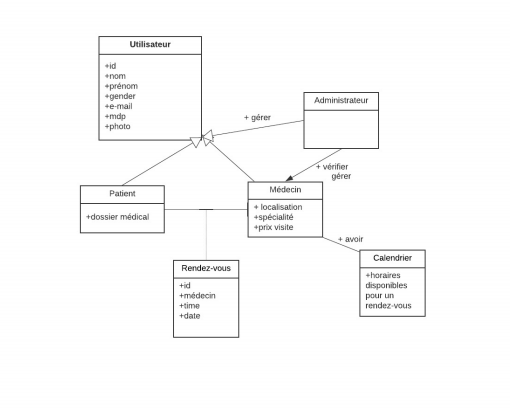 Utilisateur
+id
+nom
+prénom
+gender
+e-mail
+mdp
+photo
+ gérer
Administrateur
+ vérifier
gérer
Patient
+dossier médical
Médecin
+ localisation
+spécialité
+prix visite
+ avoir
Rendez-vous
+id
+médecin
+time
+date
Calendrier
+horaires
disponibles
pour un
rendez-vous